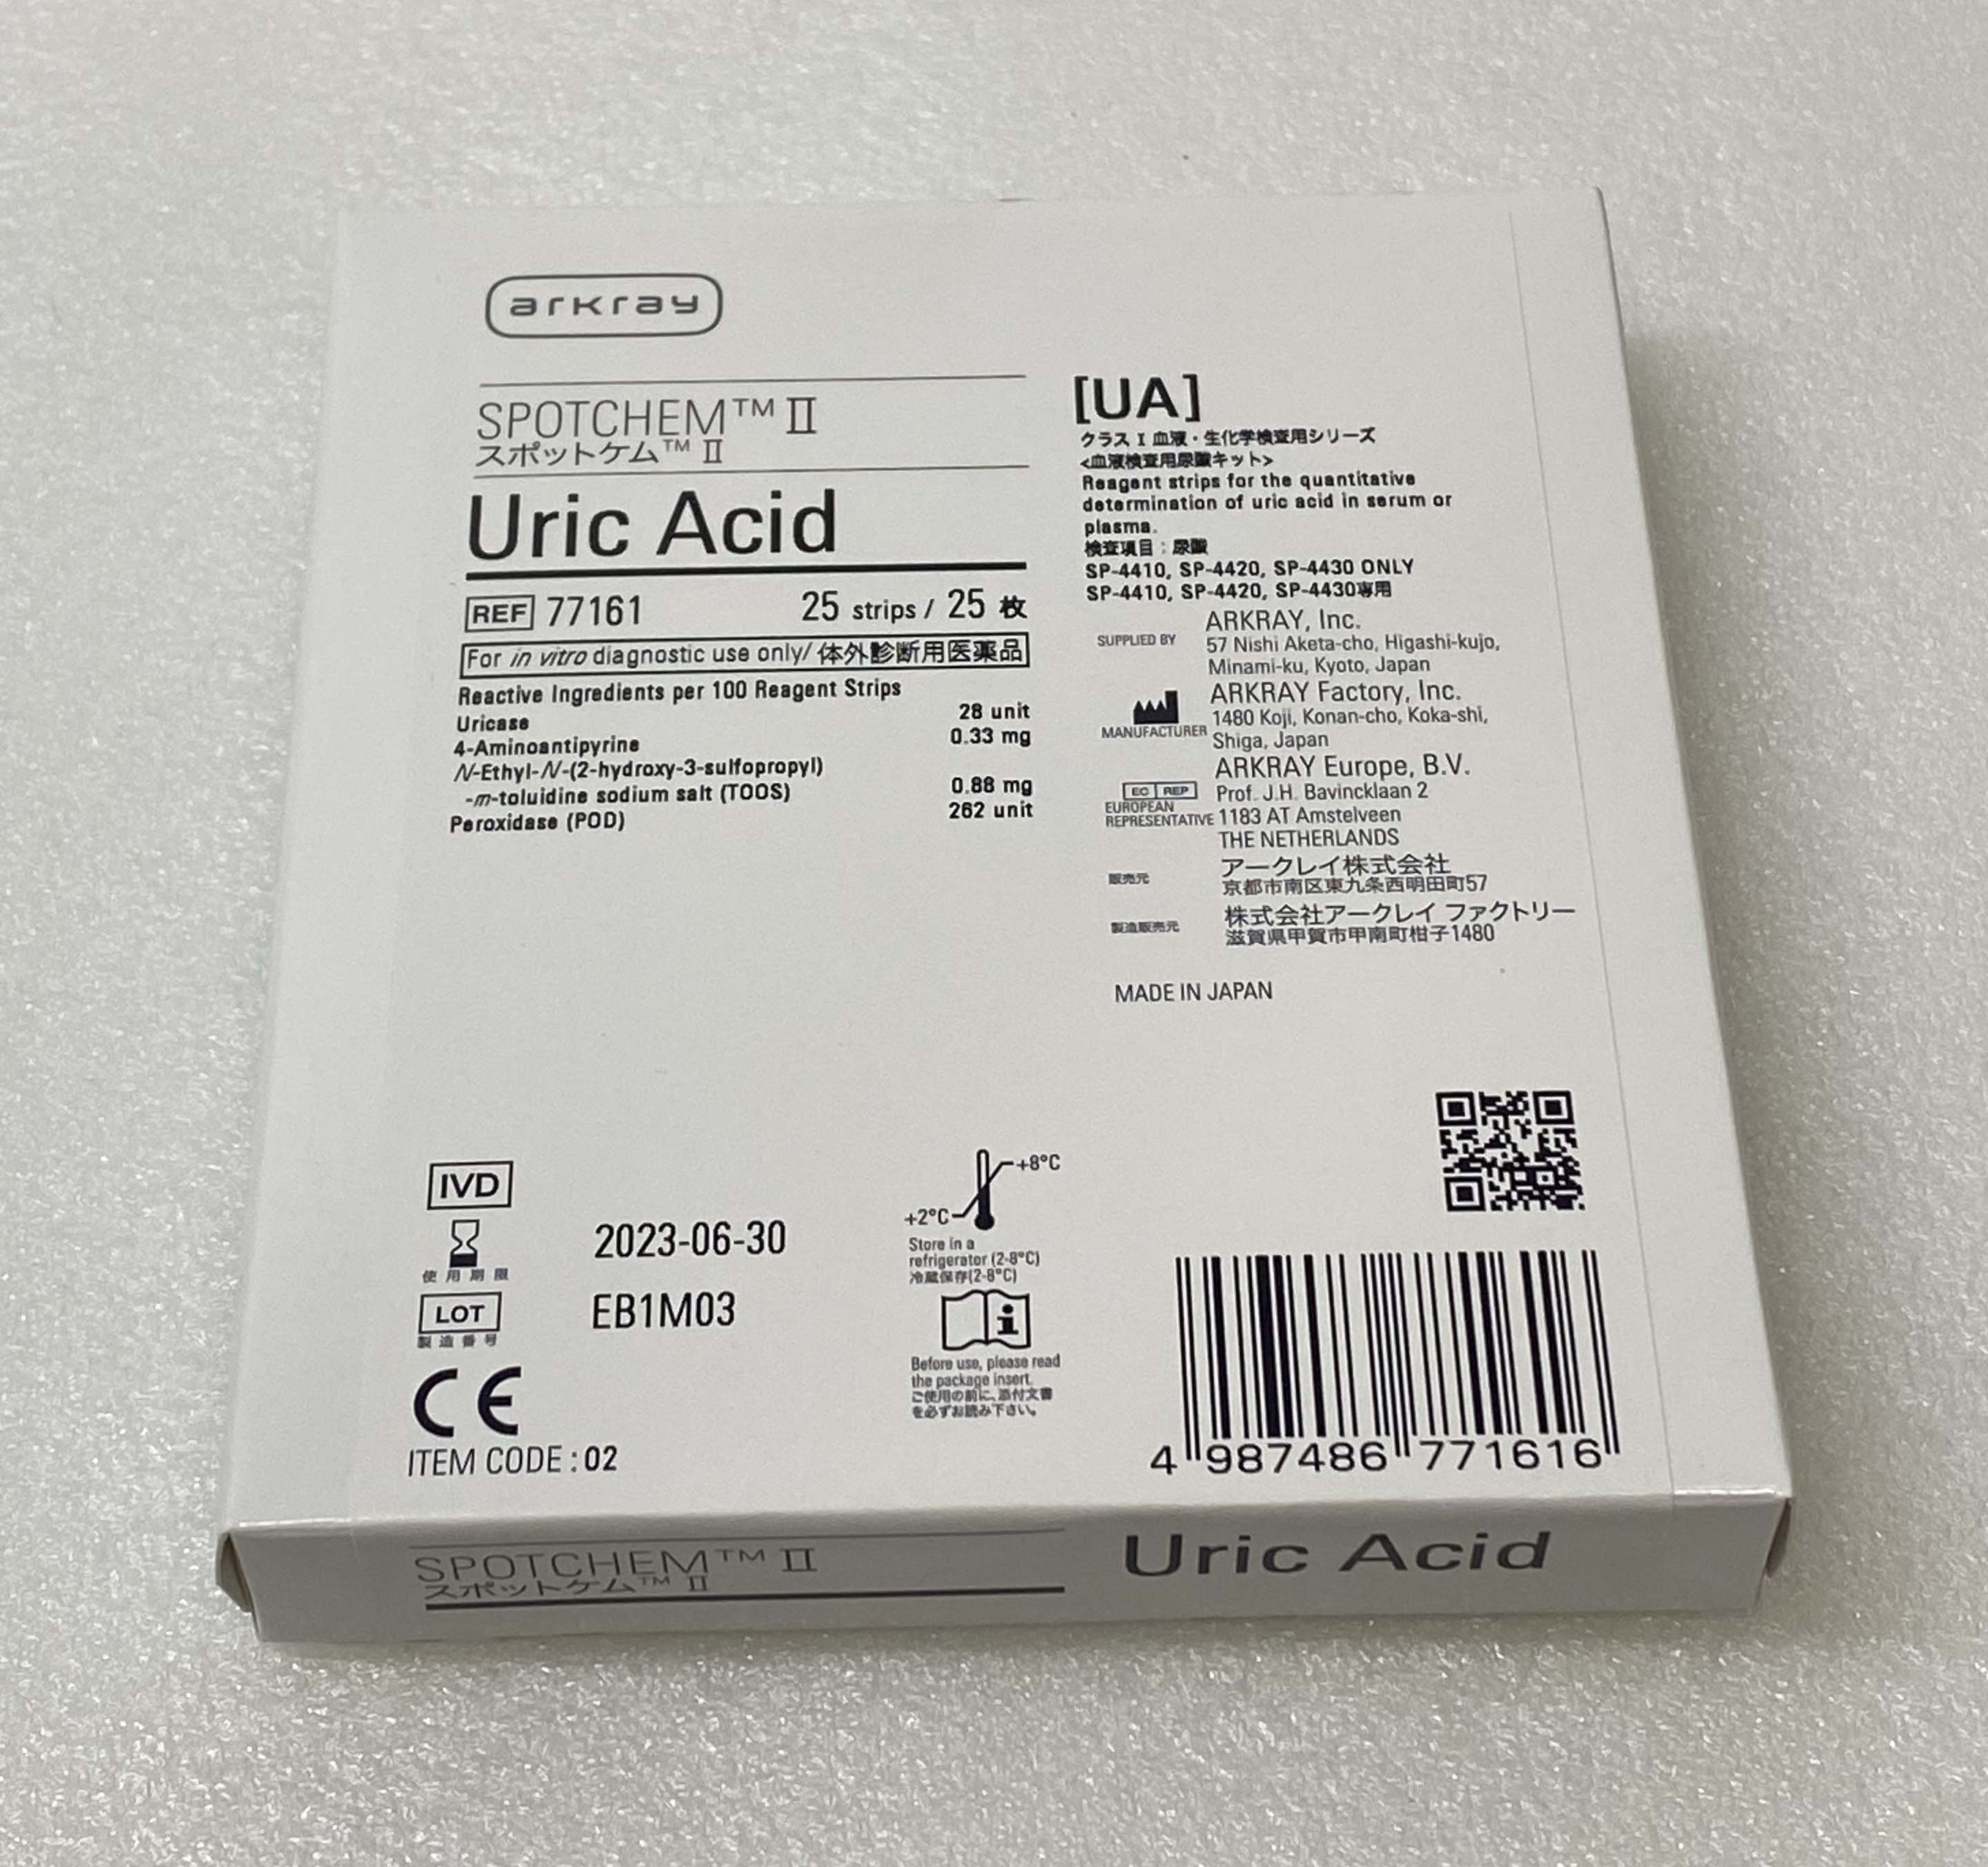 arkray
SPOTCHEM™ Ⅱ
スポットケム™ Ⅱ
Uric Acid
REF 77161 25 strips / 25 枚
For in vitro diagnostic use only/ 体外診断用医薬品
Reactive Ingredients per 100 Reagent Strips
Uricase 28 unit
4-Aminoantipyrine 0.33 mg
N-Ethyl-N-(2-hydroxy-3-sulfopropyl)
-m-toluidine sodium salt (TOOS) 0.88 mg
Peroxidase (POD) 262 unit
[UA]
クラス I 血液・生化学検査用シリーズ
<血液検査用尿酸キット>
Reagent strips for the quantitative
determination of uric acid in serum or
plasma.
検査項目：尿酸
SP-4410, SP-4420, SP-4430 ONLY
SP-4410, SP-4420, SP-4430専用
SUPPLIED BY
ARKRAY, Inc.
57 Nishi Aketa-cho, Higashi-kujo,
Minami-ku, Kyoto, Japan
MANUFACTURER
ARKRAY Factory, Inc.
1480 Koji, Konan-cho, Koka-shi,
Shiga, Japan
EC REP
EUROPEAN
REPRESENTATIVE
ARKRAY Europe, B.V.
Prof. J.H. Bavincklaan 2
1183 AT Amstelveen
THE NETHERLANDS
販売元
アークレイ株式会社
京都市南区東九条西明田町57
製造販売元
株式会社アークレイ ファクトリー
滋賀県甲賀市甲南町柑子1480
MADE IN JAPAN
IVD
使用期限
2023-06-30
LOT
製造番号
EB1M03
CE
ITEM CODE : 02
+8°C
+2°C
Store in a
refrigerator (2-8°C)
冷蔵保存(2-8°C)
Before use, please read
the package insert.
ご使用の前に、添付文書
を必ずお読み下さい。
4 987486 771616
SPOTCHEM™ Ⅱ
スポットケム™ Ⅱ
Uric Acid